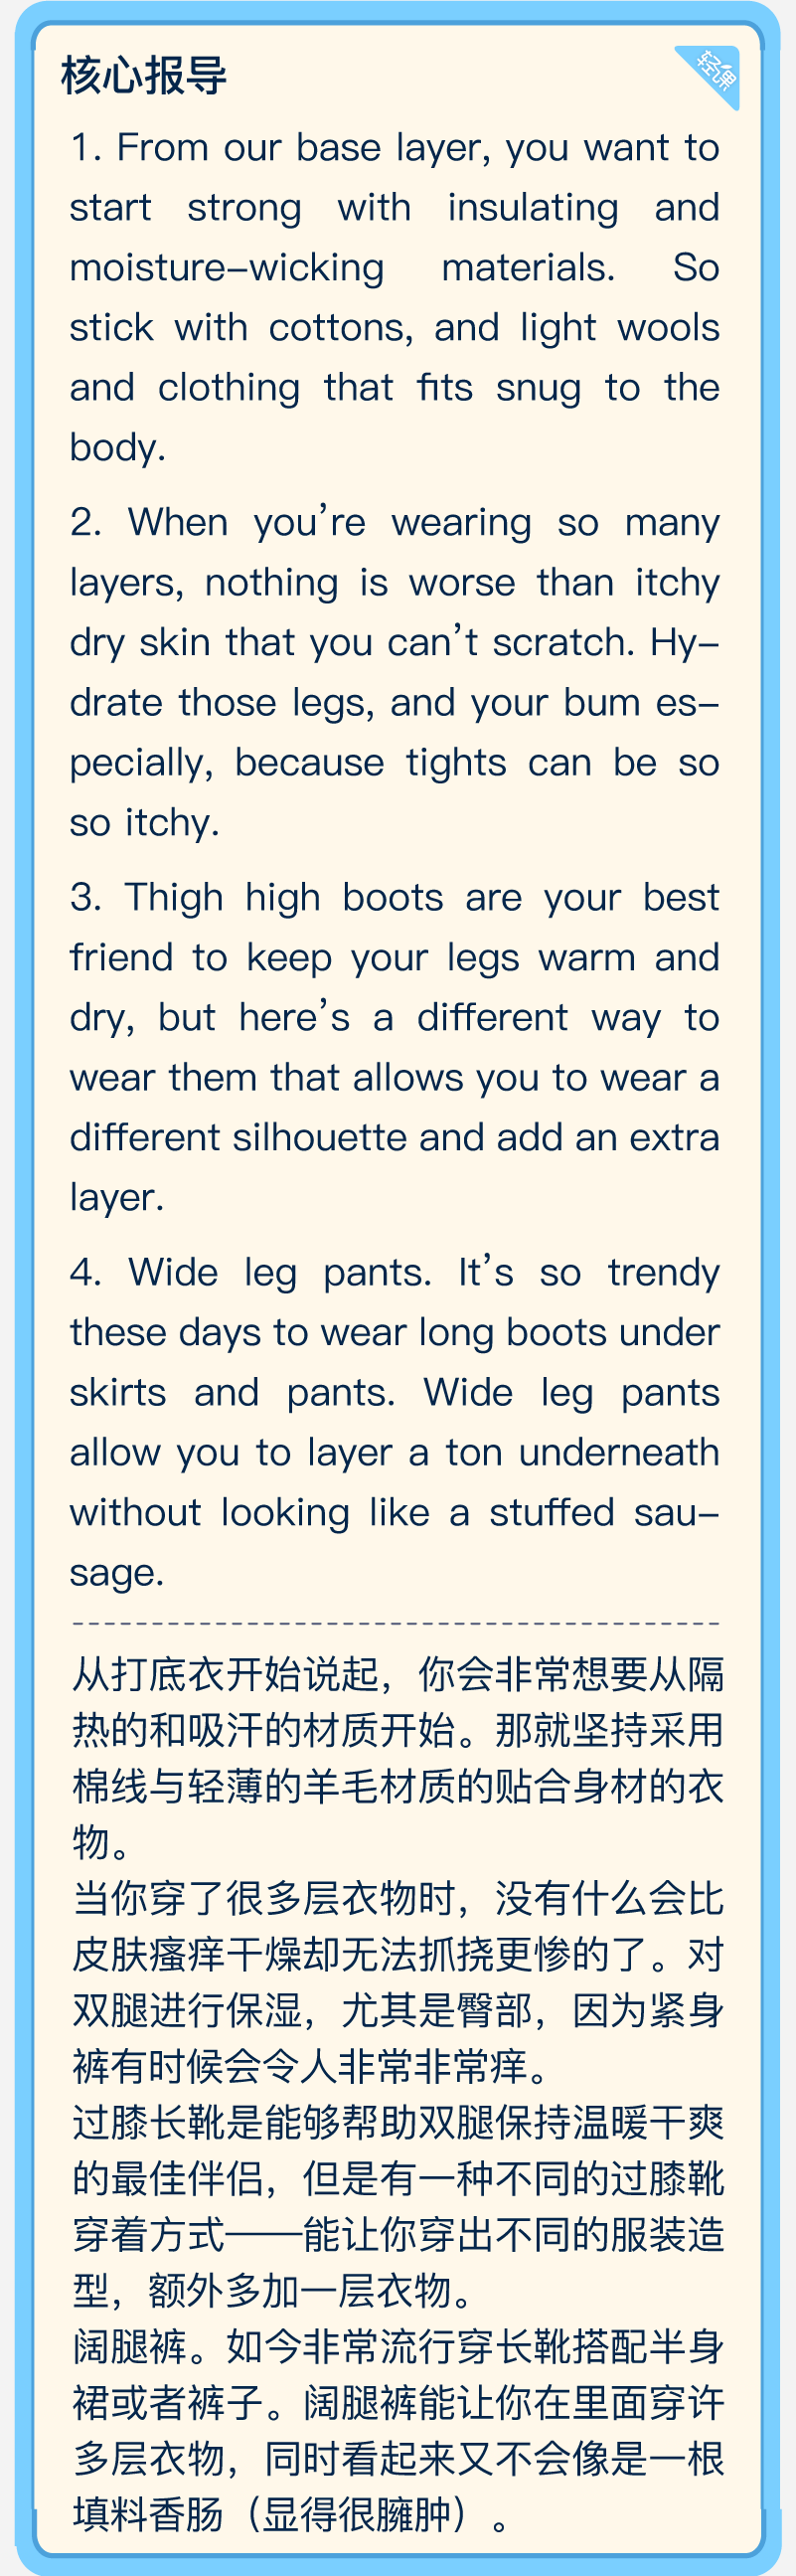 核心报导
轻课
1. From our base layer, you want to
start strong with insulating and
moisture-wicking materials. So
stick with cottons, and light wools
and clothing that fits snug to the
body.
2. When you’re wearing so many
layers, nothing is worse than itchy
dry skin that you can’t scratch. Hy-
drate those legs, and your bum es-
pecially, because tights can be so
so itchy.
3. Thigh high boots are your best
friend to keep your legs warm and
dry, but here’s a different way to
wear them that allows you to wear a
different silhouette and add an extra
layer.
4. Wide leg pants. It’s so trendy
these days to wear long boots under
skirts and pants. Wide leg pants
allow you to layer a ton underneath
without looking like a stuffed sau-
sage.
从打底衣开始说起，你会非常想要从隔
热的和吸汗的材质开始。那就坚持采用
棉线与轻薄的羊毛材质的贴合身材的衣
物。
当你穿了很多层衣物时，没有什么会比
皮肤瘙痒干燥却无法抓挠更惨的了。对
双腿进行保湿，尤其是臀部，因为紧身
裤有时候会令人非常非常痒。
过膝长靴是能够帮助双腿保持温暖干爽
的最佳伴侣，但是有一种不同的过膝靴
穿着方式——能让你穿出不同的服装造
型，额外多加一层衣物。
阔腿裤。如今非常流行穿长靴搭配半身
裙或者裤子。阔腿裤能让你在里面穿许
多层衣物，同时看起来又不会像是一根
填料香肠（显得很臃肿）。